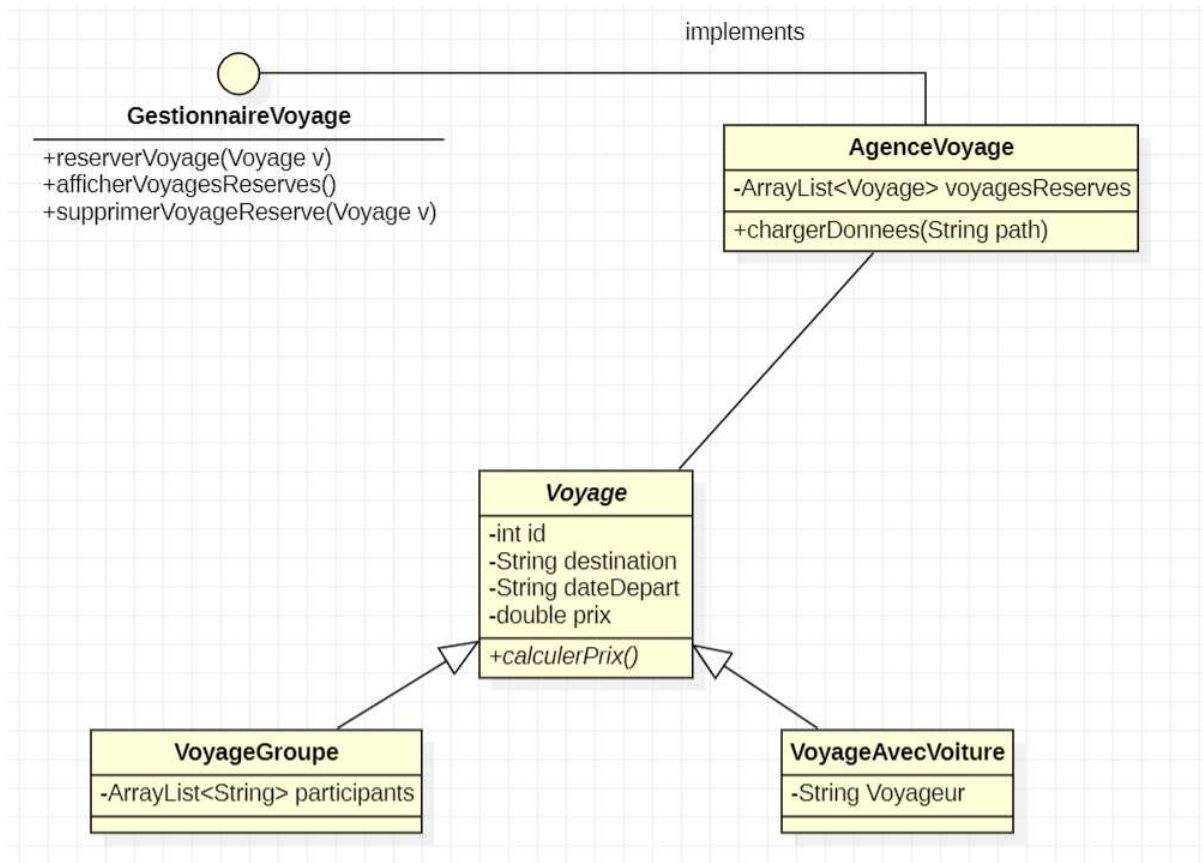 implements
GestionnaireVoyage
+reserverVoyage(Voyage v)
+afficherVoyagesReserves()
+supprimerVoyageReserve(Voyage v)
AgenceVoyage
-ArrayList<Voyage> voyagesReserves
+chargerDonnees(String path)
Voyage
-int id
-String destination
-String dateDepart
-double prix
+calculerPrix()
VoyageGroupe
-ArrayList<String> participants
VoyageAvecVoiture
-String Voyageur